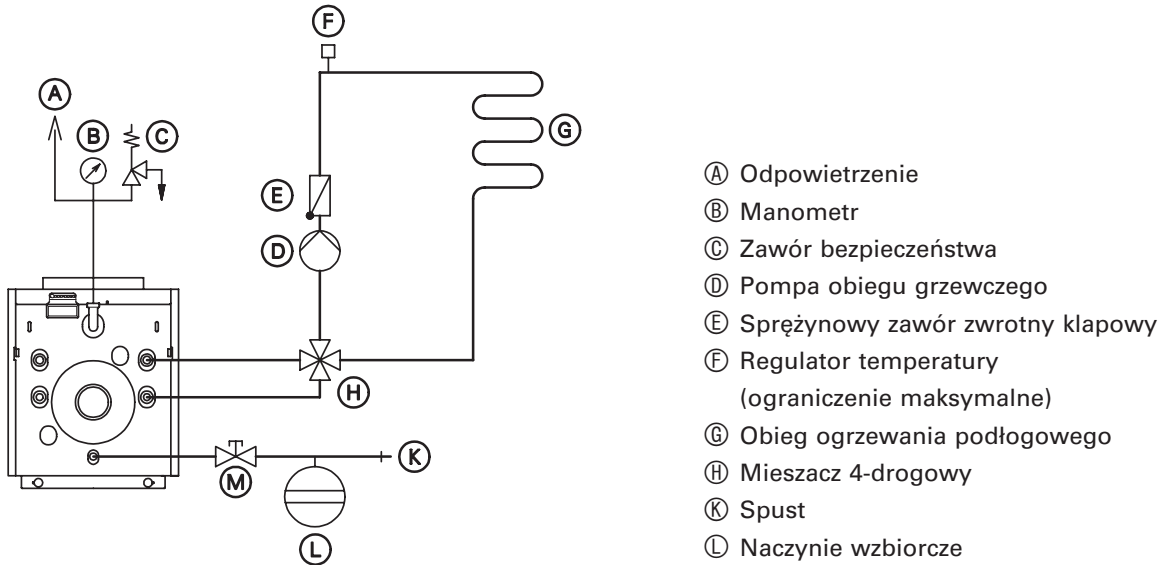 F
A
B
C
G
E
D
H
K
M
L
Ⓐ Odpowietrzenie
Ⓑ Manometr
Ⓒ Zawór bezpieczeństwa
Ⓓ Pompa obiegu grzewczego
Ⓔ Sprężynowy zawór zwrotny klapowy
Ⓕ Regulator temperatury
(ograniczenie maksymalne)
Ⓖ Obieg ogrzewania podłogowego
Ⓗ Mieszacz 4-drogowy
Ⓚ Spust
Ⓛ Naczynie wzbiorcze